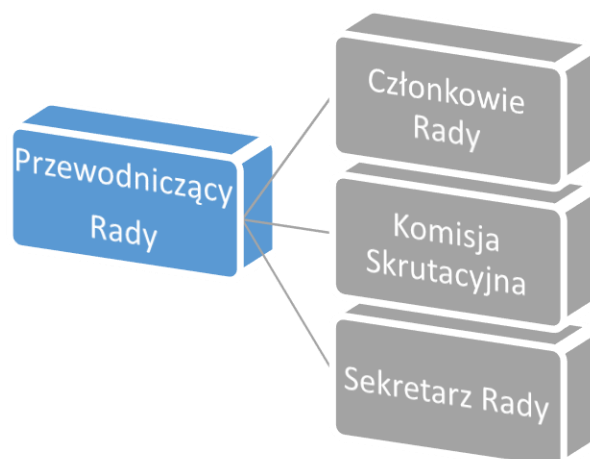 Przewodniczący
Rady
Członkowie
Rady
Komisja
Skrutacyjna
Sekretarz Rady